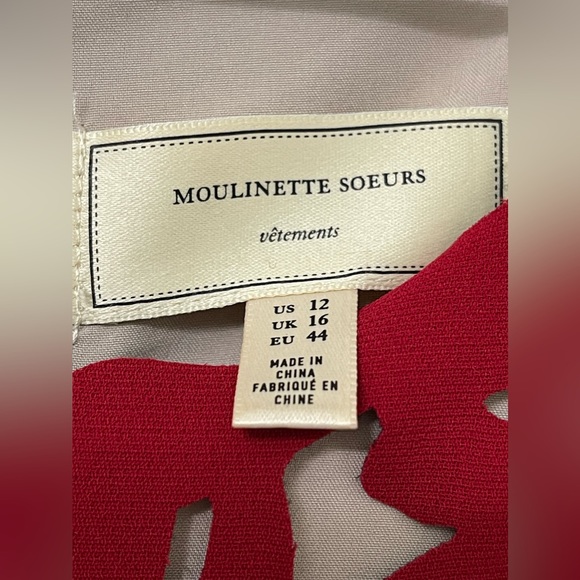 MOULINETTE SOEURS
vêtements
US 12
UK 16
EU 44
MADE IN
CHINA
FABRIQUÉ EN
CHINE